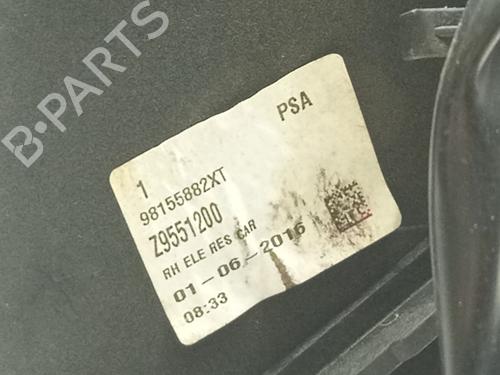 B-PARTS
PSA
1
98155882XT
Z9551200
RH ELE RES CAR
01-06-2016
08:33